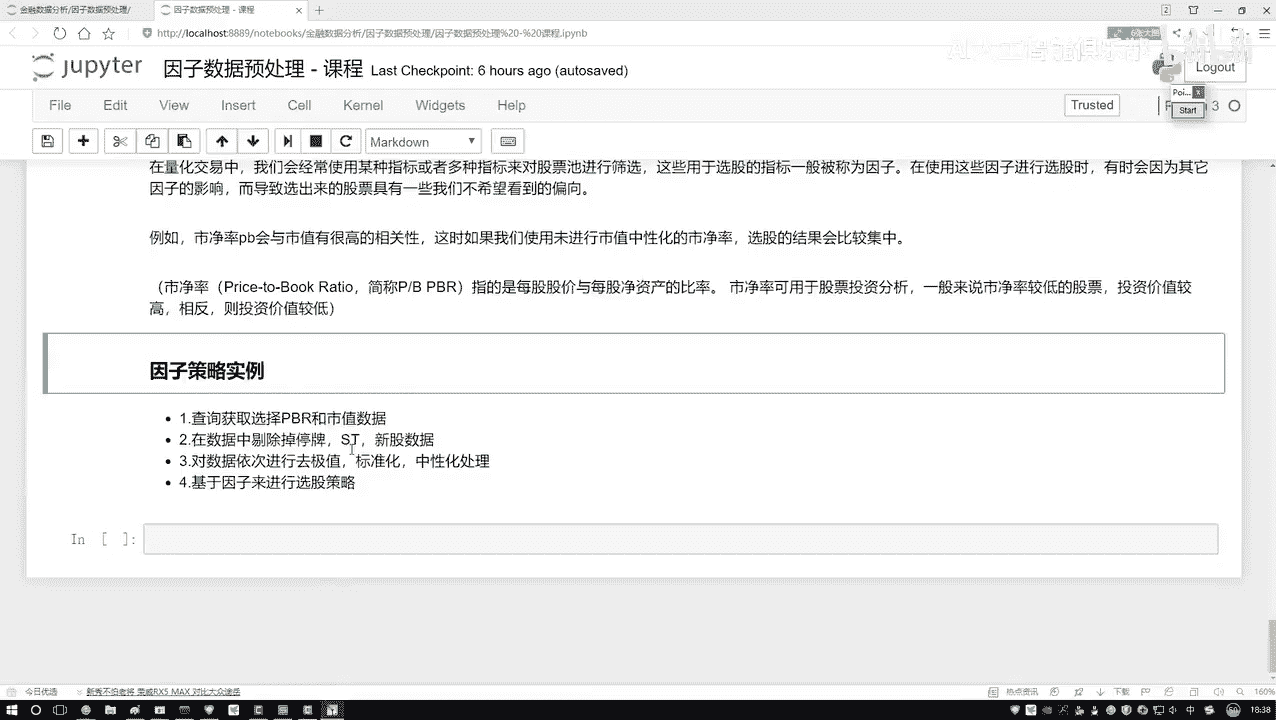 金融数据分析/因子数据预处理/
因子数据预处理 - 课程
2
http://localhost:8889/notebooks/金融数据分析/因子数据预处理/因子数据预处理%20-%20课程.ipynb
6张大图
jupyter
因子数据预处理 - 课程
Last Checkpoint: 6 hours ago (autosaved)
Logout
File Edit View Insert Cell Kernel Widgets Help
Trusted
3
Poi...
Start
Markdown
在量化交易中，我们会经常使用某种指标或者多种指标来对股票池进行筛选，这些用于选股的指标一般被称为因子。在使用这些因子进行选股时，有时会因为其它
因子的影响，而导致选出来的股票具有一些我们不希望看到的偏向。
例如，市净率pb会与市值有很高的相关性，这时如果我们使用未进行市值中性化的市净率，选股的结果会比较集中。
（市净率（Price-to-Book Ratio，简称P/B PBR）指的是每股股价与每股净资产的比率。 市净率可用于股票投资分析，一般来说市净率较低的股票，投资价值较
高，相反，则投资价值较低）
因子策略实例
1.查询获取选择PBR和市值数据
2.在数据中剔除掉停牌，ST，新股数据
3.对数据依次进行去极值，标准化，中性化处理
4.基于因子来进行选股策略
In [ ]:
今日优选
热点资讯
下载
160%
中
18:38